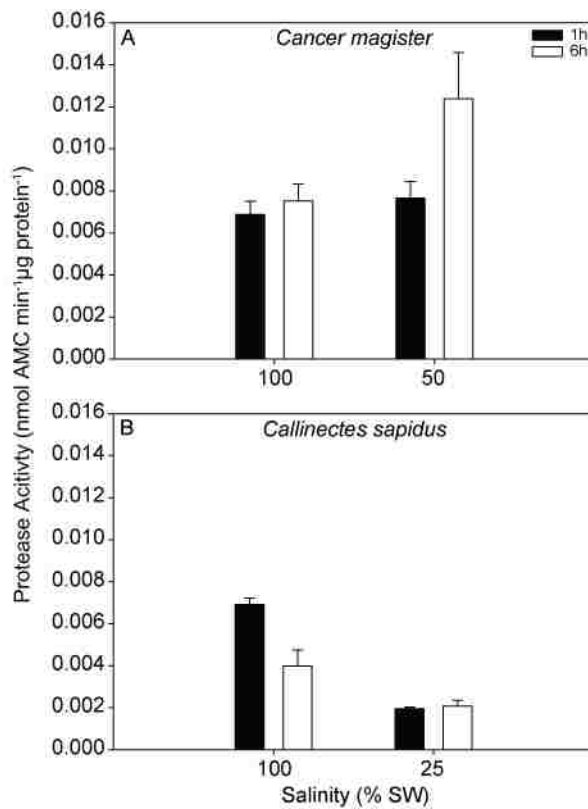 A
Cancer magister
1h
6h
0.016
0.014
0.012
0.010
0.008
0.006
0.004
0.002
0.000
100
50
Protease Acitivty (nmol AMC min⁻¹µg protein⁻¹)
B
Callinectes sapidus
0.016
0.014
0.012
0.010
0.008
0.006
0.004
0.002
0.000
100
25
Salinity (% SW)